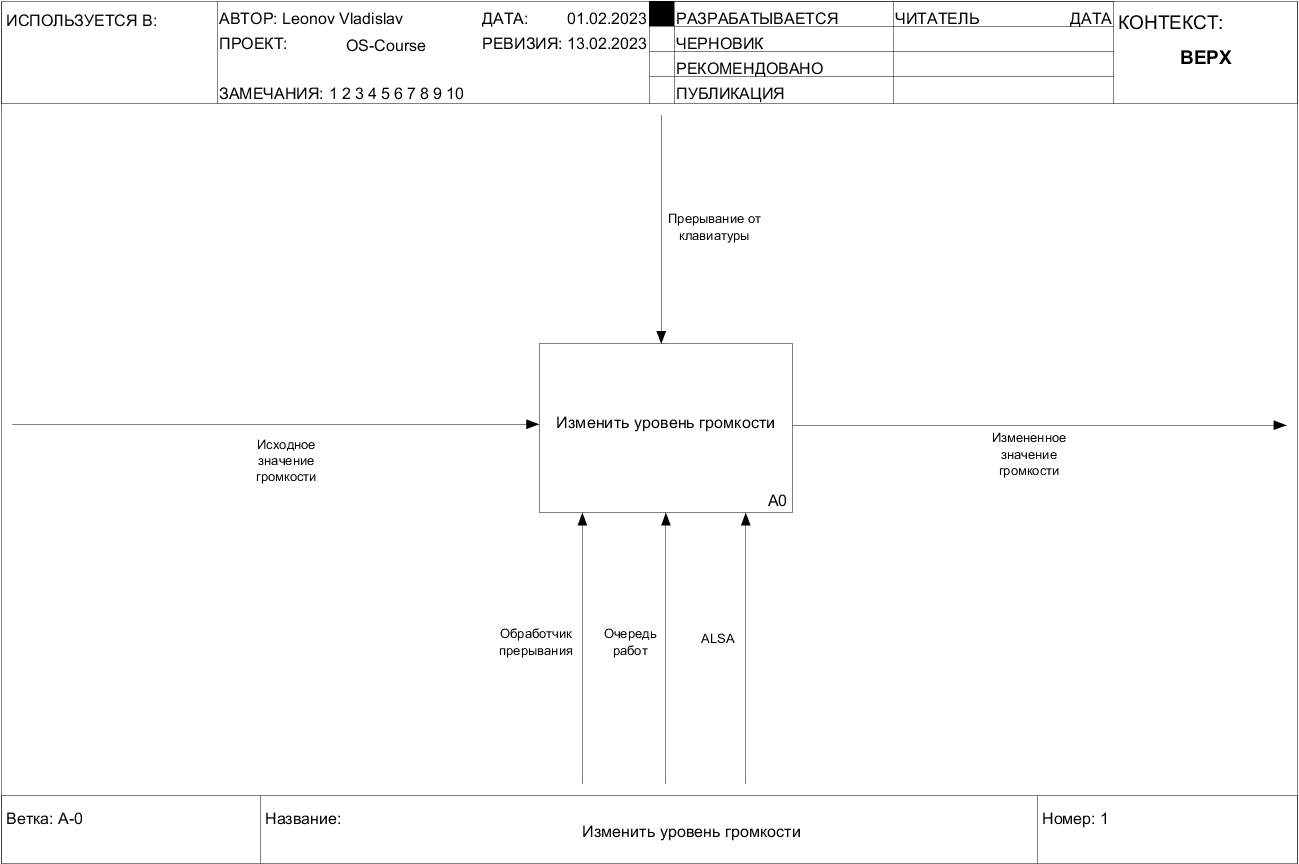 ИСПОЛЬЗУЕТСЯ В:
АВТОР: Leonov Vladislav
ДАТА: 01.02.2023
ПРОЕКТ: OS-Course
РЕВИЗИЯ: 13.02.2023
ЗАМЕЧАНИЯ: 1 2 3 4 5 6 7 8 9 10
РАЗРАБАТЫВАЕТСЯ
ЧЕРНОВИК
РЕКОМЕНДОВАНО
ПУБЛИКАЦИЯ
ЧИТАТЕЛЬ ДАТА
КОНТЕКСТ:
ВЕРХ
Прерывание от
клавиатуры
Исходное
значение
громкости
Изменить уровень громкости
A0
Измененное
значение
громкости
Обработчик
прерывания
Очередь
работ
ALSA
Ветка: A-0
Название:
Изменить уровень громкости
Номер: 1